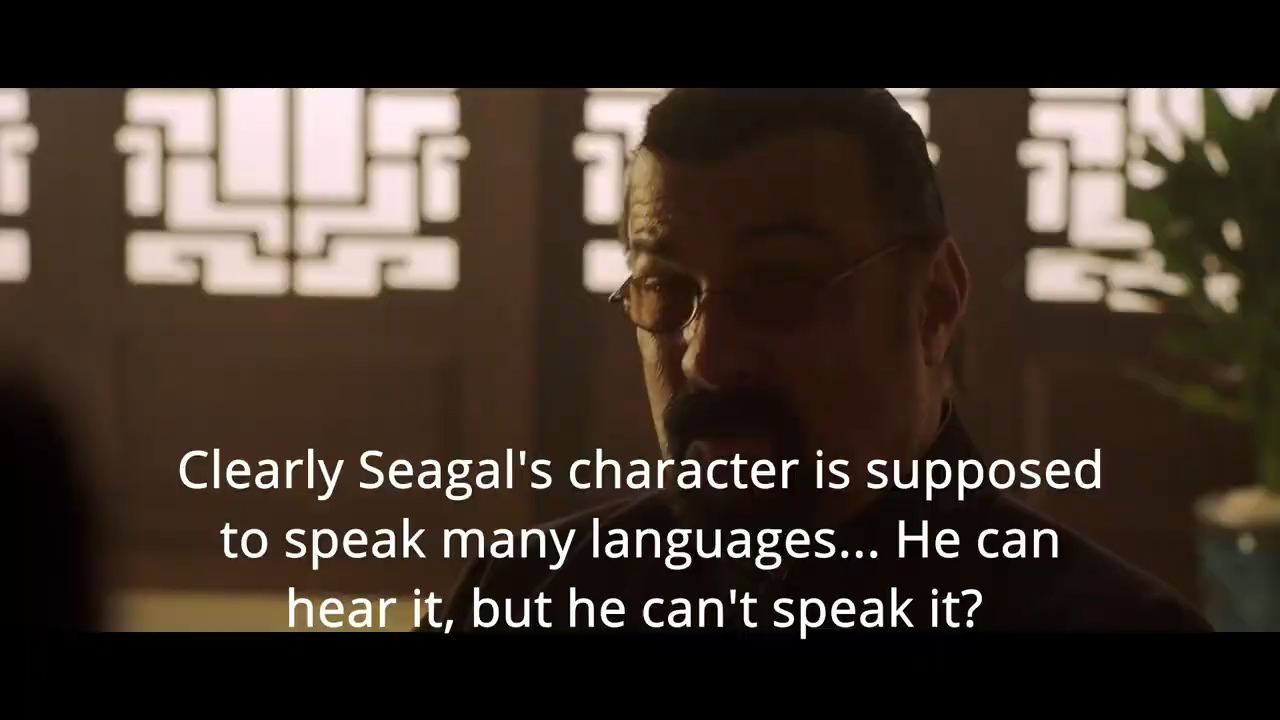 Clearly Seagal's character is supposed
to speak many languages... He can
hear it, but he can't speak it?